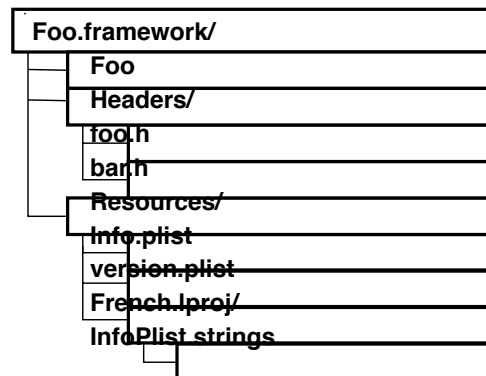 Foo.framework/
Foo
Headers/
foo.h
bar.h
Resources/
Info.plist
version.plist
French.lproj/
InfoPlist.strings